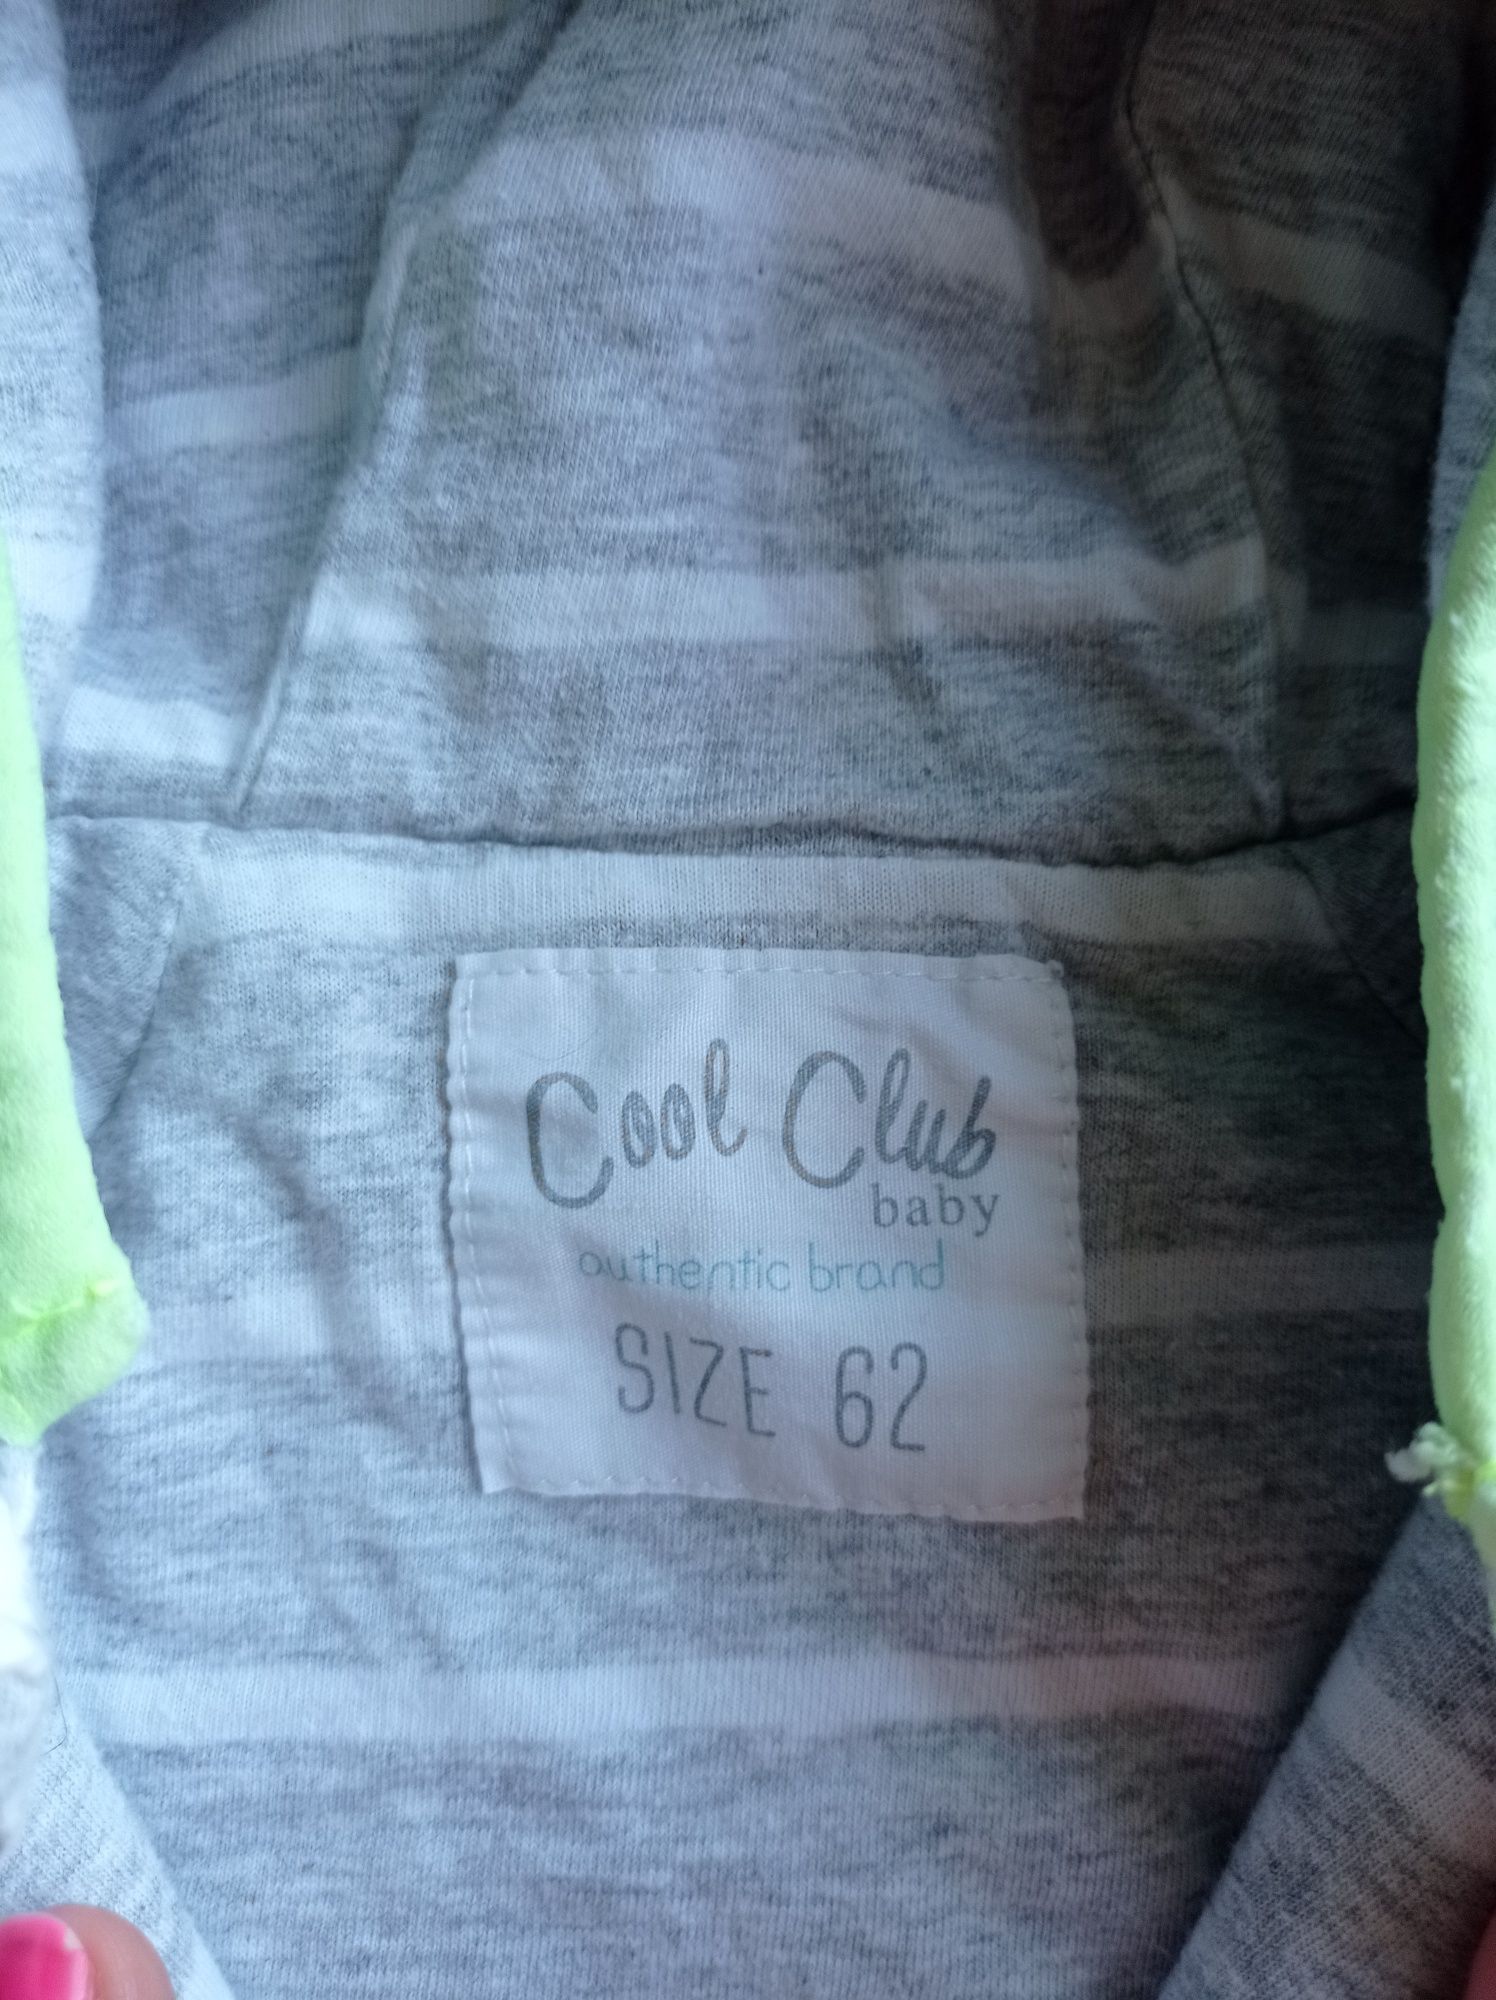 Cool Club
baby
authentic brand
SIZE 62